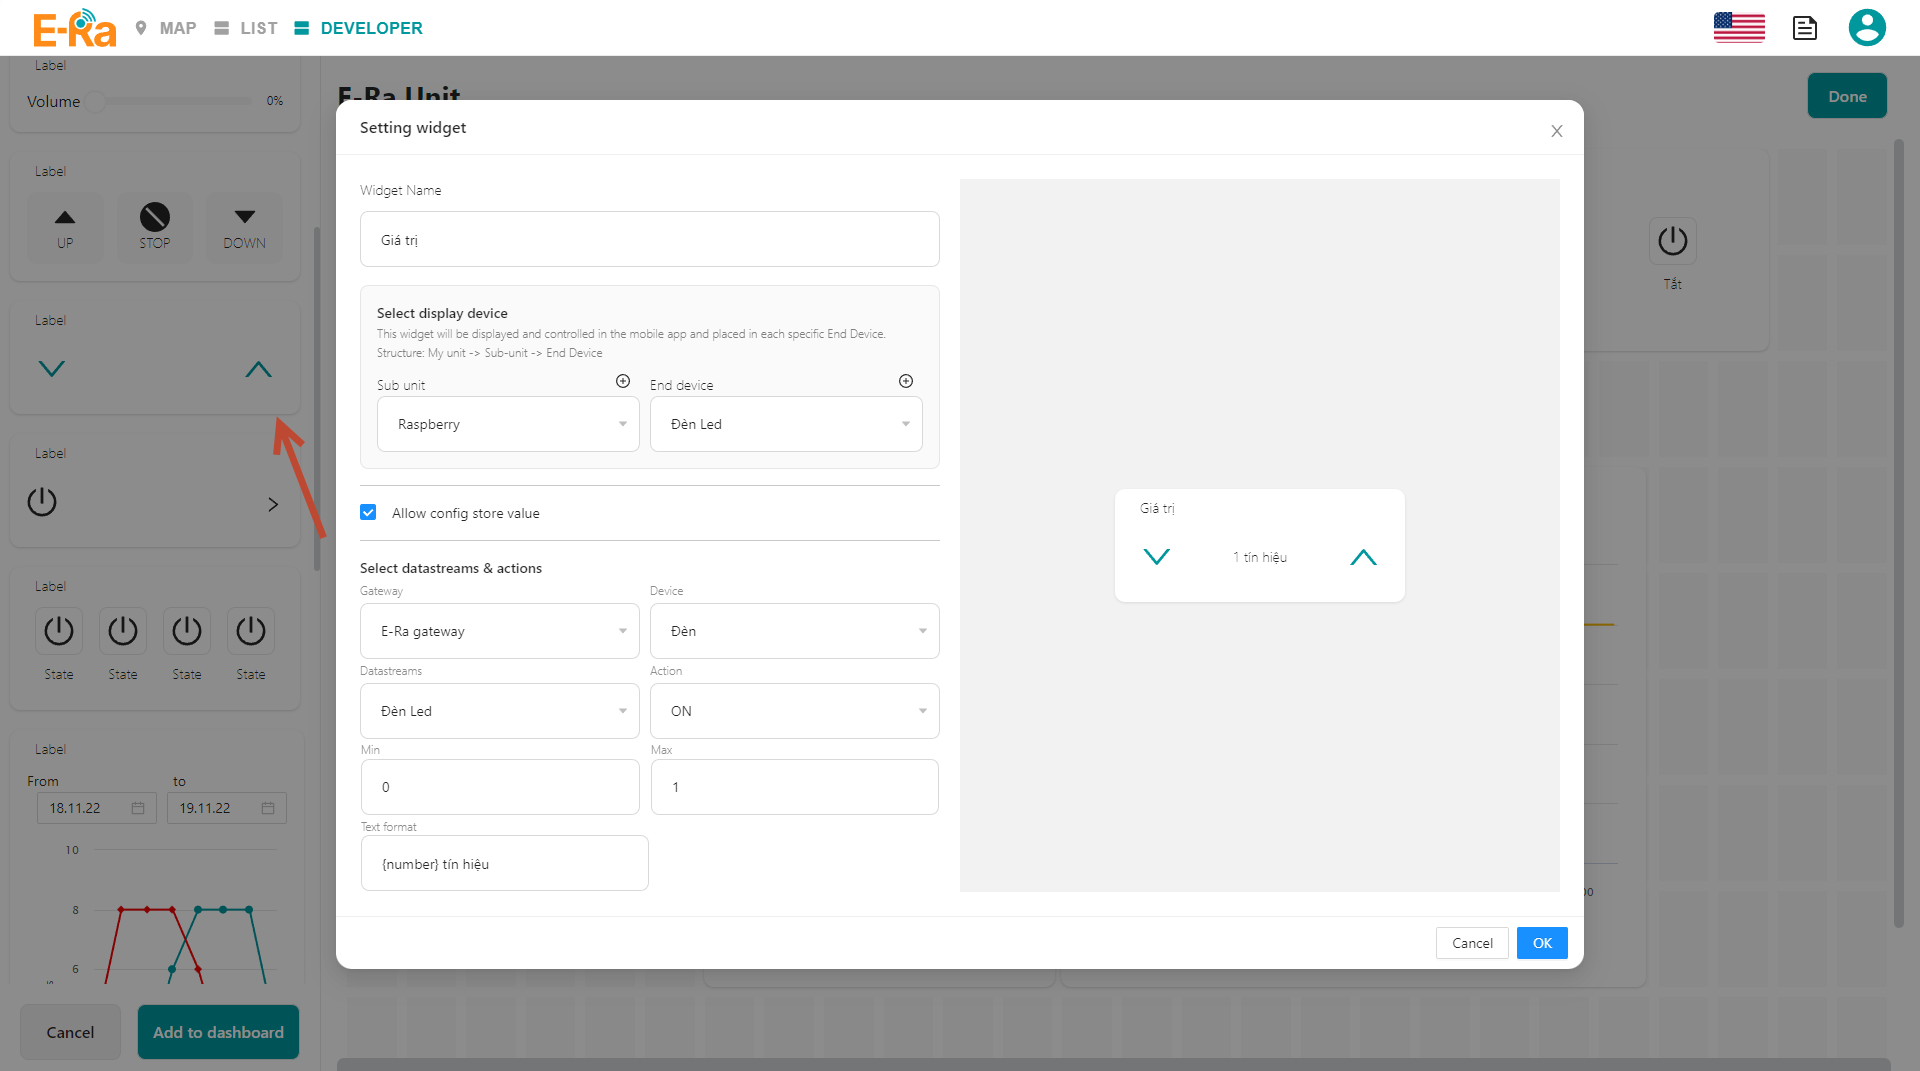 E-Ra
MAP
LIST
DEVELOPER
Label
Volume
0%
Label
UP
STOP
DOWN
Label
Label
Label
State
State
State
State
Label
From
to
18.11.22
19.11.22
10
8
6
Cancel
Add to dashboard
E-Ra Unit
Done
Tắt
Setting widget
Widget Name
Giá trị
Select display device
This widget will be displayed and controlled in the mobile app and placed in each specific End Device.
Structure: My unit -> Sub-unit -> End Device
Sub unit
End device
Raspberry
Đèn Led
Allow config store value
Select datastreams & actions
Gateway
Device
E-Ra gateway
Đèn
Datastreams
Action
Đèn Led
ON
Min
Max
0
1
Text format
{number} tín hiệu
Giá trị
1 tín hiệu
Cancel
OK